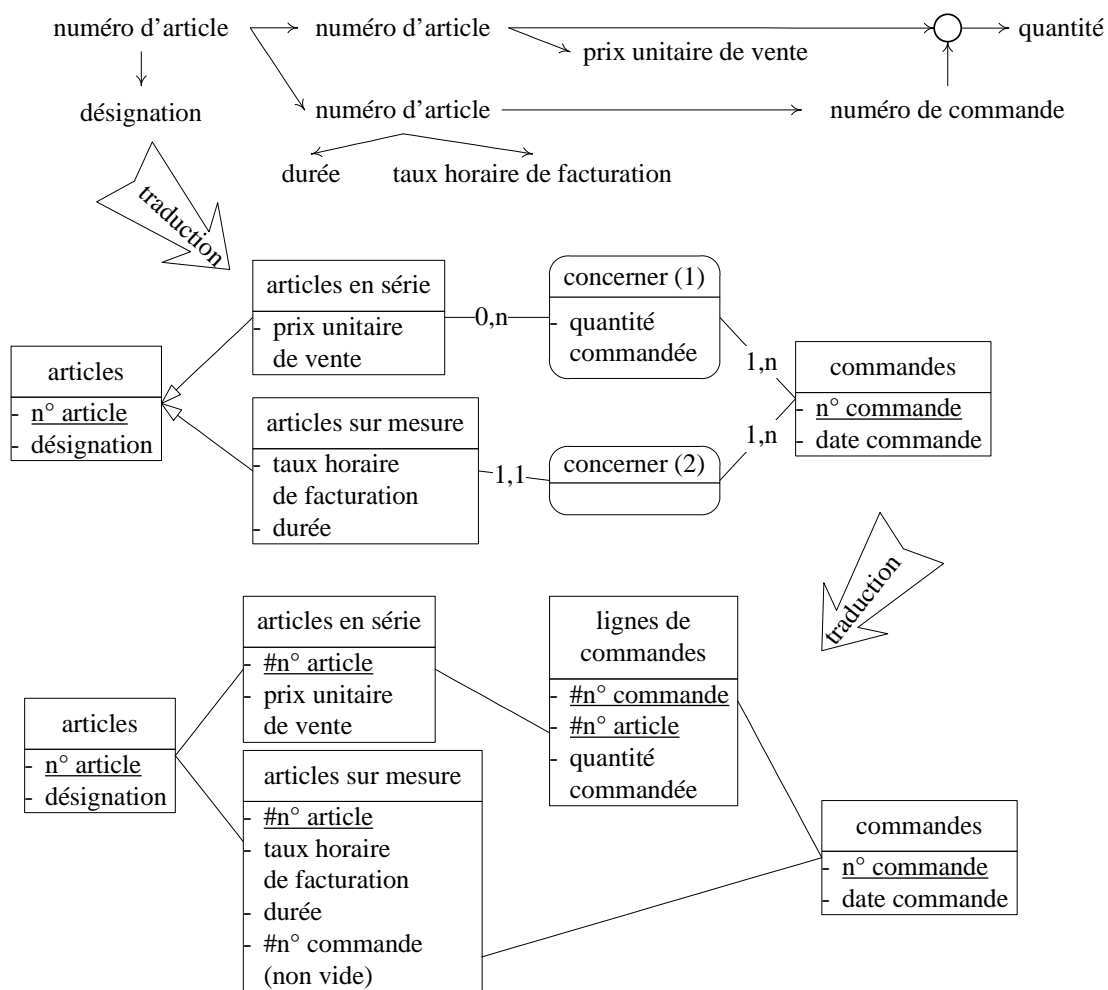 numéro d'article numéro d'article quantité
prix unitaire de vente
désignation numéro d'article numéro de commande
durée taux horaire de facturation
traduction
articles en série
- prix unitaire
de vente
0,n
concerner (1)
- quantité
commandée
1,n
articles
- n° article
- désignation
articles sur mesure
- taux horaire
de facturation
- durée
1,1
concerner (2)
1,n
commandes
- n° commande
- date commande
traduction
articles en série
- #n° article
- prix unitaire
de vente
lignes de
commandes
- #n° commande
- #n° article
- quantité
commandée
articles
- n° article
- désignation
articles sur mesure
- #n° article
- taux horaire
de facturation
- durée
- #n° commande
(non vide)
commandes
- n° commande
- date commande